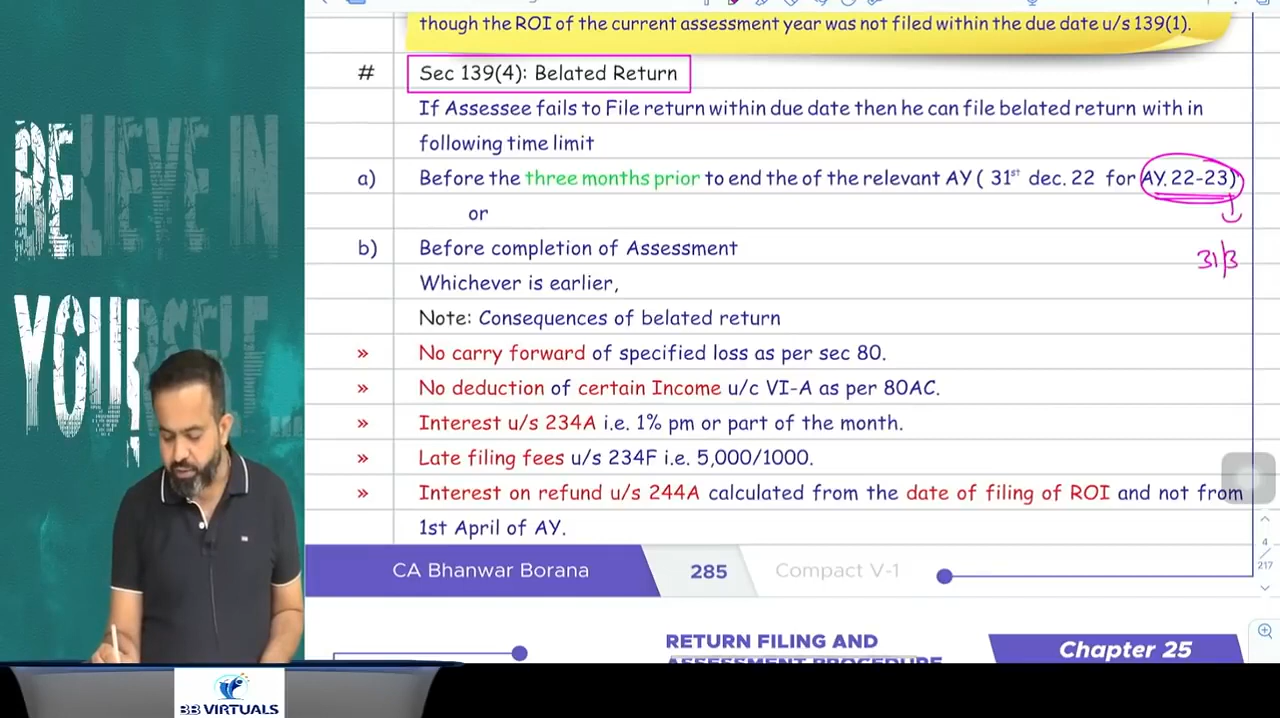 though the ROI of the current assessment year was not filed within the due date u/s 139(1).
# Sec 139(4): Belated Return
If Assessee fails to File return within due date then he can file belated return with in
following time limit
a) Before the three months prior to end the of the relevant AY ( 31st dec. 22 for AY. 22-23)
or
31/3
b) Before completion of Assessment
Whichever is earlier,
Note: Consequences of belated return
» No carry forward of specified loss as per sec 80.
» No deduction of certain Income u/c VI-A as per 80AC.
» Interest u/s 234A i.e. 1% pm or part of the month.
» Late filing fees u/s 234F i.e. 5,000/1000.
» Interest on refund u/s 244A calculated from the date of filing of ROI and not from
1st April of AY.
CA Bhanwar Borana 285 Compact V-1
4
217
RETURN FILING AND
ASSESSMENT PROCEDURE
Chapter 25
BELIEVE IN
YOURSELF...
BB VIRTUALS